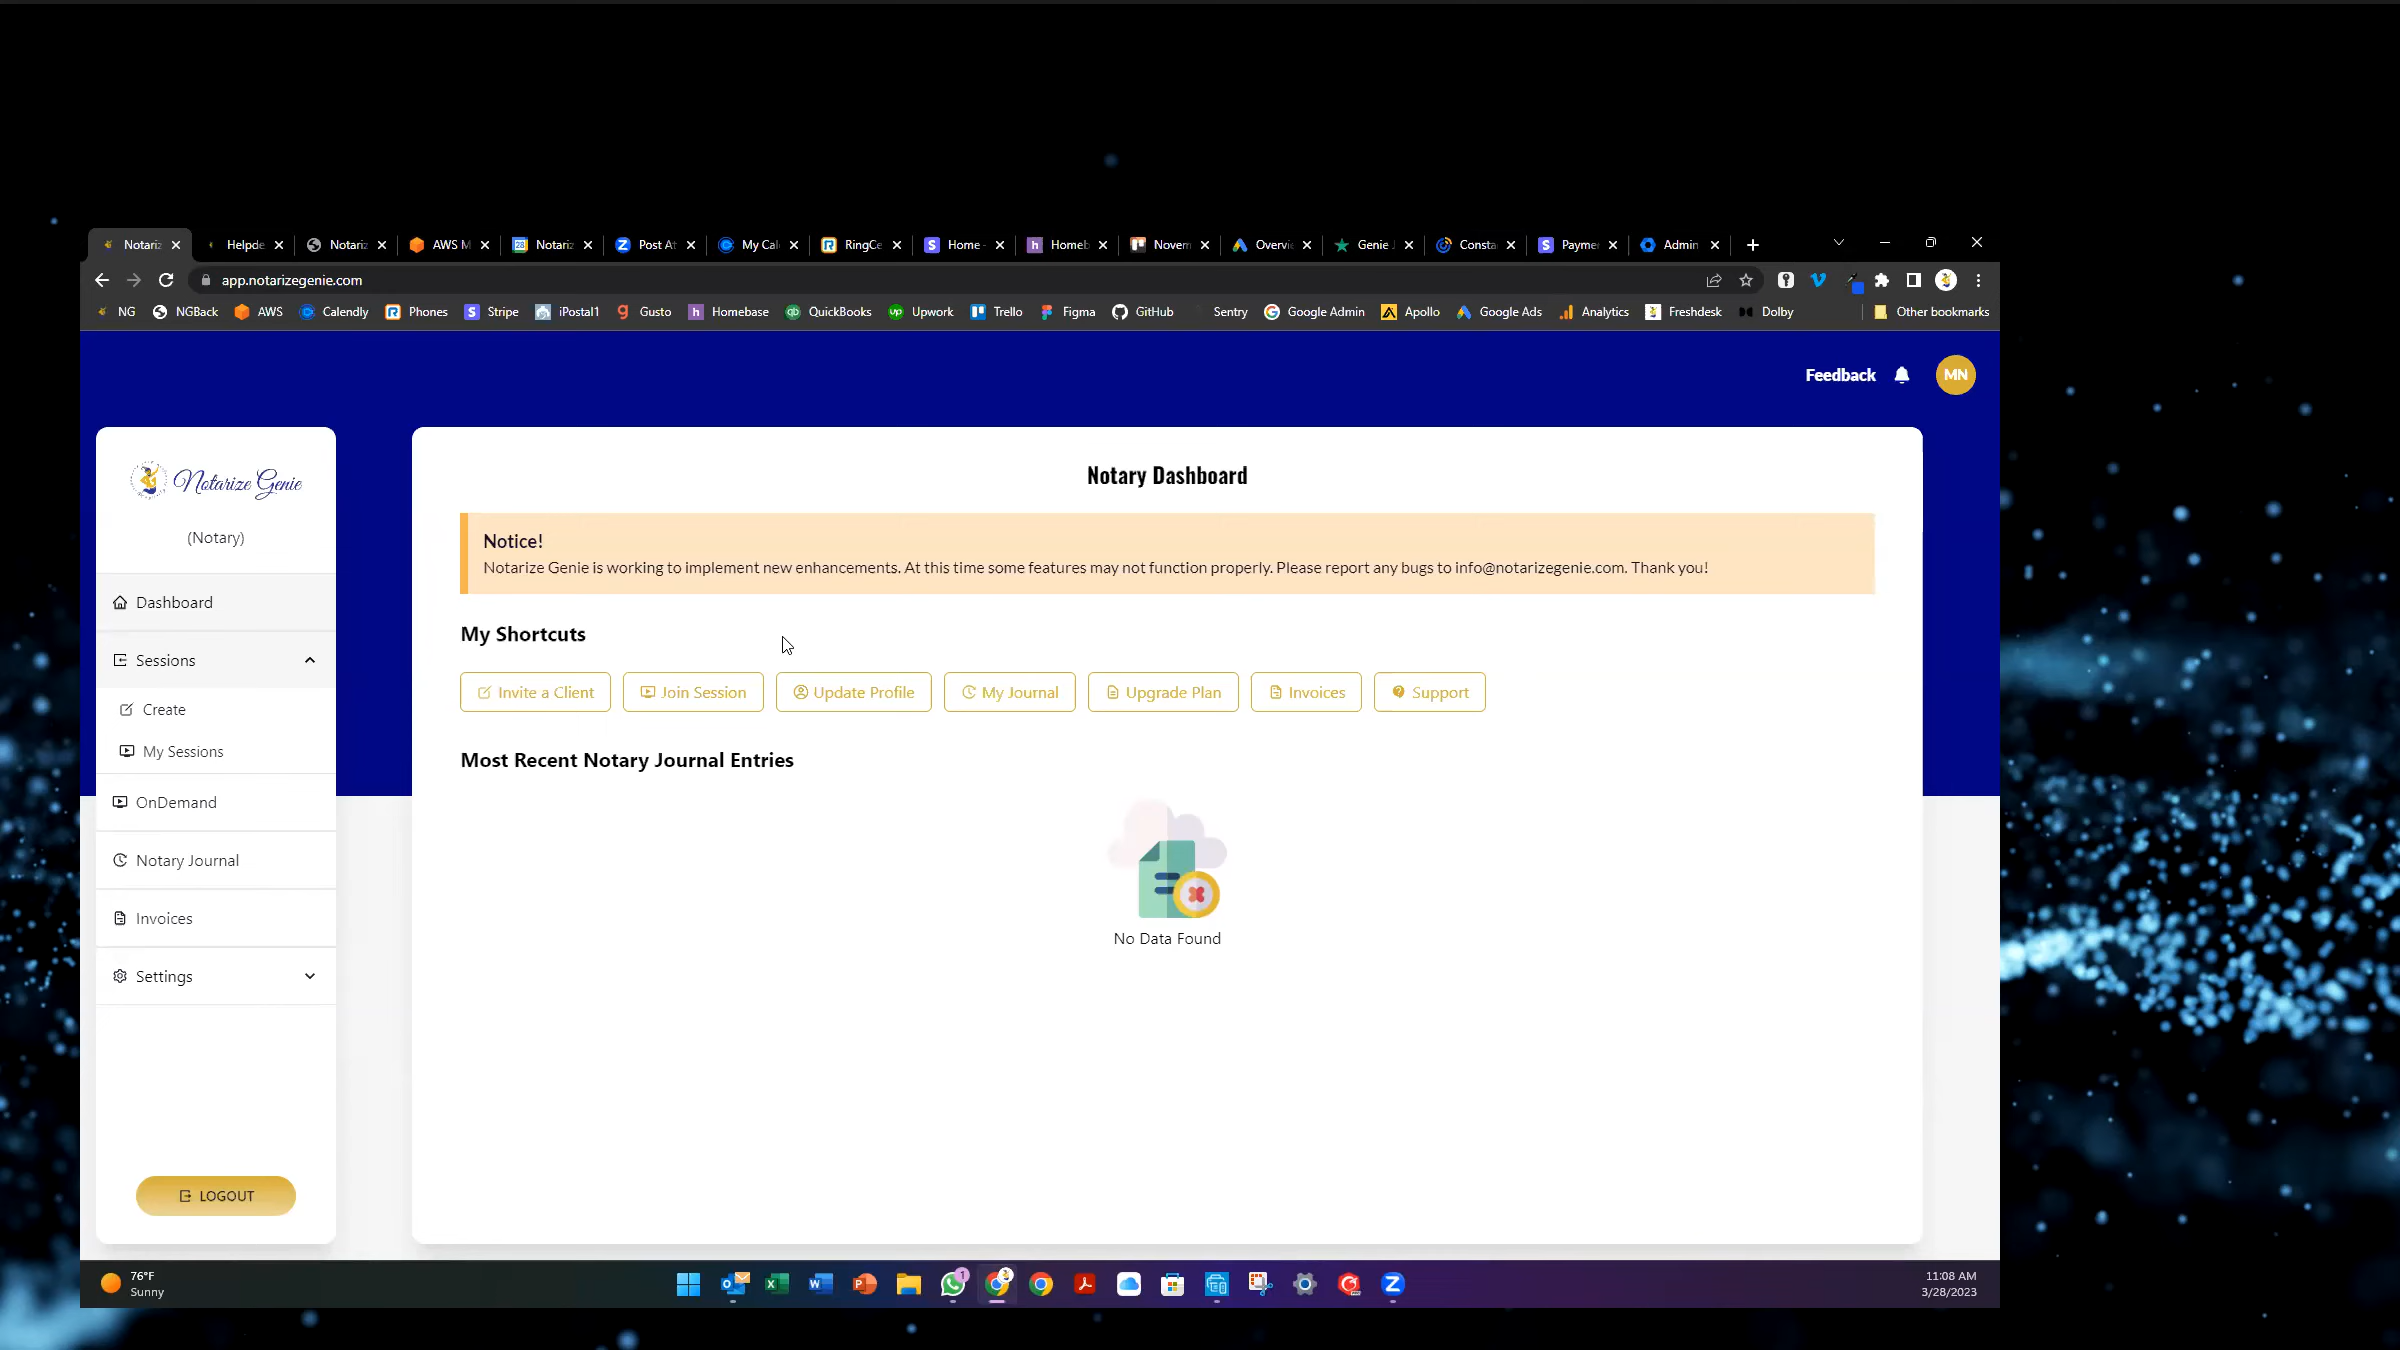 Notariz
Helpde
Notariz
AWS M
Notariz
Post At
My Cal
RingCe
Home -
Homeb
Novem
Overvie
Genie J
Consta
Paymer
Admin
app.notarizegenie.com
NG
NGBack
AWS
Calendly
Phones
Stripe
iPostal1
Gusto
Homebase
QuickBooks
Upwork
Trello
Figma
GitHub
Sentry
Google Admin
Apollo
Google Ads
Analytics
Freshdesk
Dolby
Other bookmarks
Feedback
MN
Notarize Genie
(Notary)
Dashboard
Sessions
Create
My Sessions
OnDemand
Notary Journal
Invoices
Settings
LOGOUT
Notary Dashboard
Notice!
Notarize Genie is working to implement new enhancements. At this time some features may not function properly. Please report any bugs to info@notarizegenie.com. Thank you!
My Shortcuts
Invite a Client
Join Session
Update Profile
My Journal
Upgrade Plan
Invoices
Support
Most Recent Notary Journal Entries
No Data Found
76°F
Sunny
11:08 AM
3/28/2023